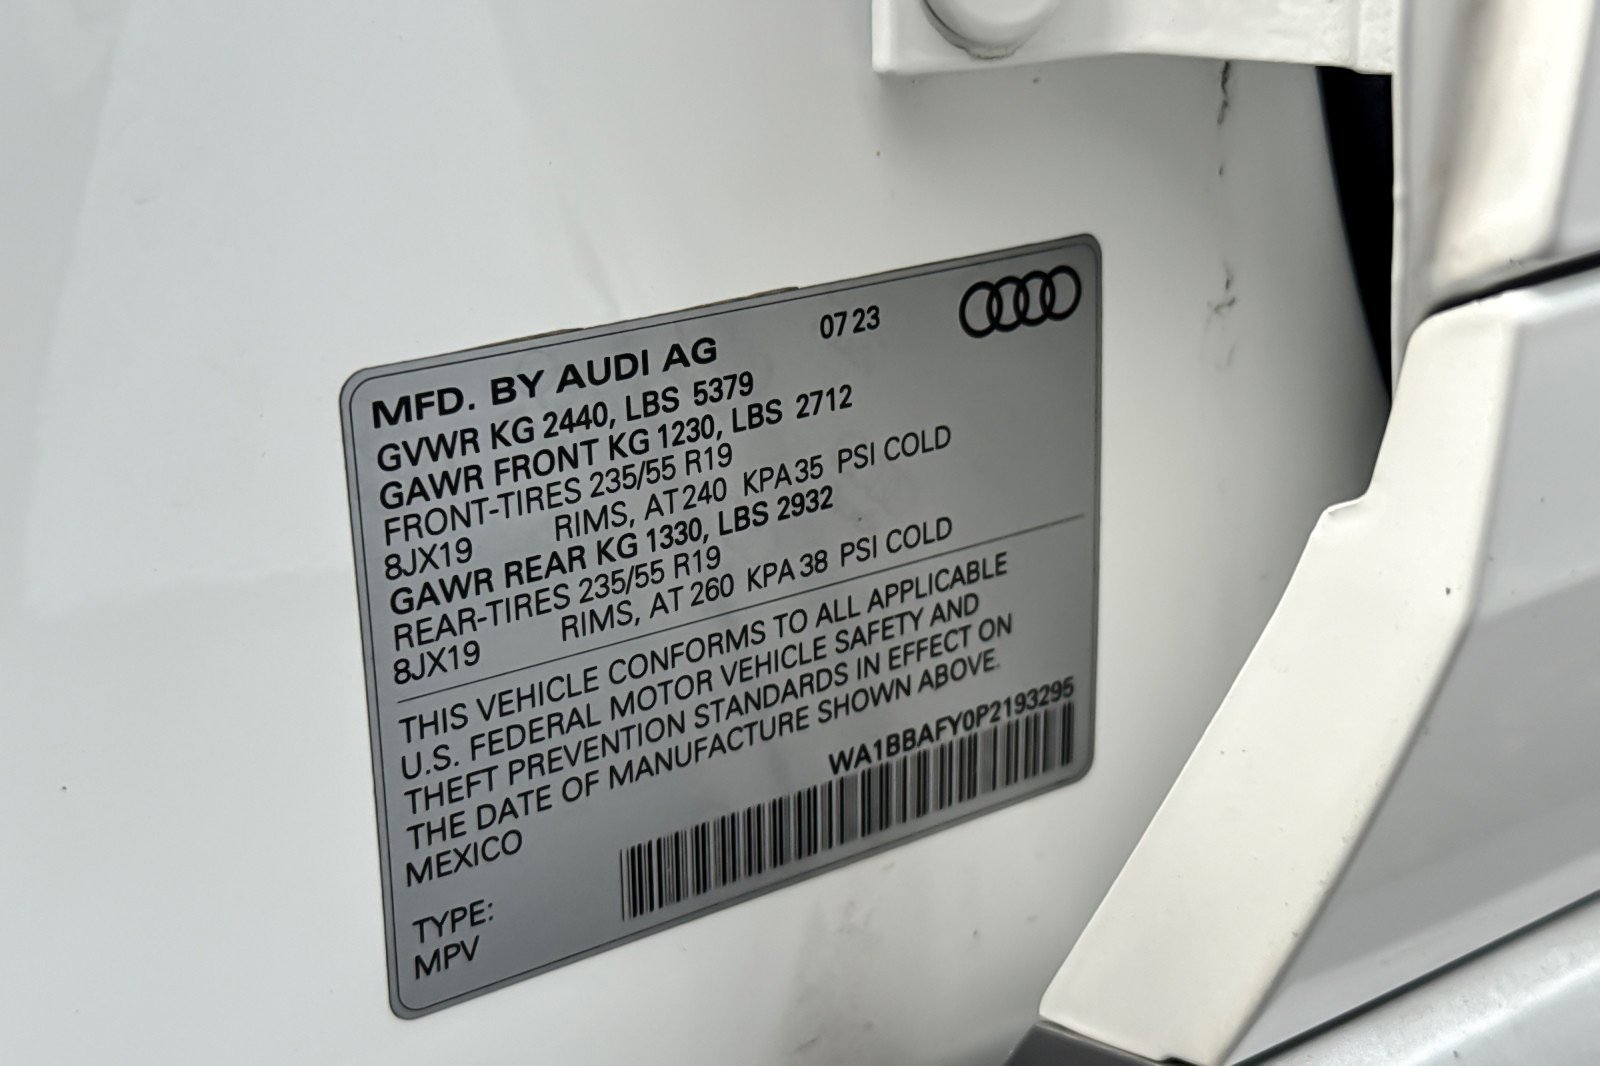 MFD. BY AUDI AG 07 23
GVWR KG 2440, LBS 5379
GAWR FRONT KG 1230, LBS 2712
FRONT-TIRES 235/55 R19
8JX19 RIMS, AT 240 KPA 35 PSI COLD
GAWR REAR KG 1330, LBS 2932
REAR-TIRES 235/55 R19
8JX19 RIMS, AT 260 KPA 38 PSI COLD
THIS VEHICLE CONFORMS TO ALL APPLICABLE
U.S. FEDERAL MOTOR VEHICLE SAFETY AND
THEFT PREVENTION STANDARDS IN EFFECT ON
THE DATE OF MANUFACTURE SHOWN ABOVE.
MEXICO WA1BBAFY0P2193295
TYPE:
MPV